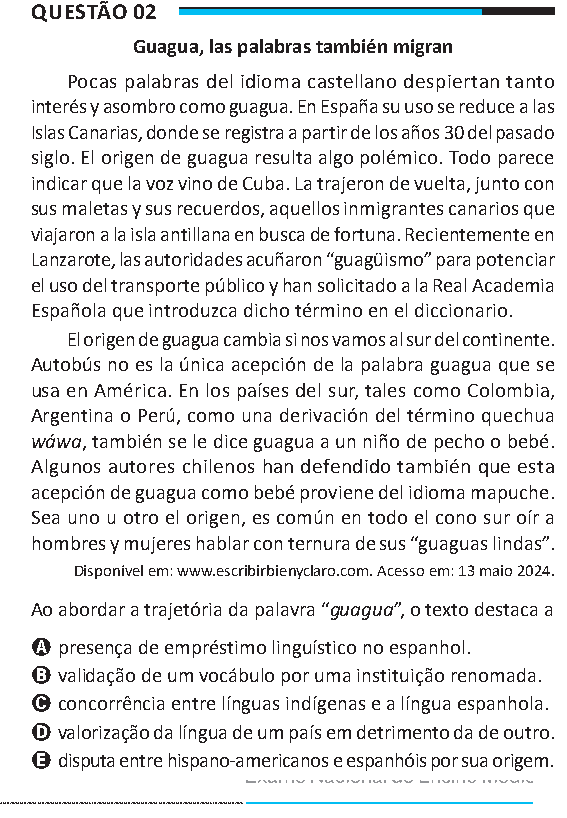 QUESTÃO 02
Guagua, las palabras también migran
Pocas palabras del idioma castellano despiertan tanto
interés y asombro como guagua. En España su uso se reduce a las
Islas Canarias, donde se registra a partir de los años 30 del pasado
siglo. El origen de guagua resulta algo polémico. Todo parece
indicar que la voz vino de Cuba. La trajeron de vuelta, junto con
sus maletas y sus recuerdos, aquellos inmigrantes canarios que
viajaron a la isla antillana en busca de fortuna. Recientemente en
Lanzarote, las autoridades acuñaron “guagüismo” para potenciar
el uso del transporte público y han solicitado a la Real Academia
Española que introduzca dicho término en el diccionario.
El origen de guagua cambia si nos vamos al sur del continente.
Autobús no es la única acepción de la palabra guagua que se
usa en América. En los países del sur, tales como Colombia,
Argentina o Perú, como una derivación del término quechua
wáwa, también se le dice guagua a un niño de pecho o bebé.
Algunos autores chilenos han defendido también que esta
acepción de guagua como bebé proviene del idioma mapuche.
Sea uno u otro el origen, es común en todo el cono sur oír a
hombres y mujeres hablar con ternura de sus “guaguas lindas”.
Disponível em: www.escribirbienyclaro.com. Acesso em: 13 maio 2024.
Ao abordar a trajetória da palavra “guagua”, o texto destaca a
A presença de empréstimo linguístico no espanhol.
B validação de um vocábulo por uma instituição renomada.
C concorrência entre línguas indígenas e a língua espanhola.
D valorização da língua de um país em detrimento da de outro.
E disputa entre hispano-americanos e espanhóis por sua origem.
Exame Nacional do Ensino Médio